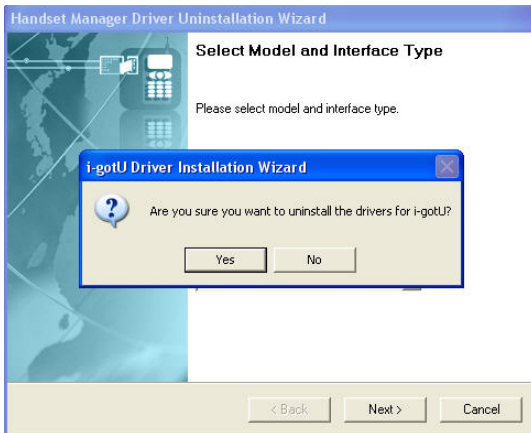 Handset Manager Driver Uninstallation Wizard
Select Model and Interface Type
Please select model and interface type.
i-gotU Driver Installation Wizard
Are you sure you want to uninstall the drivers for i-gotU?
Yes No
< Back Next > Cancel